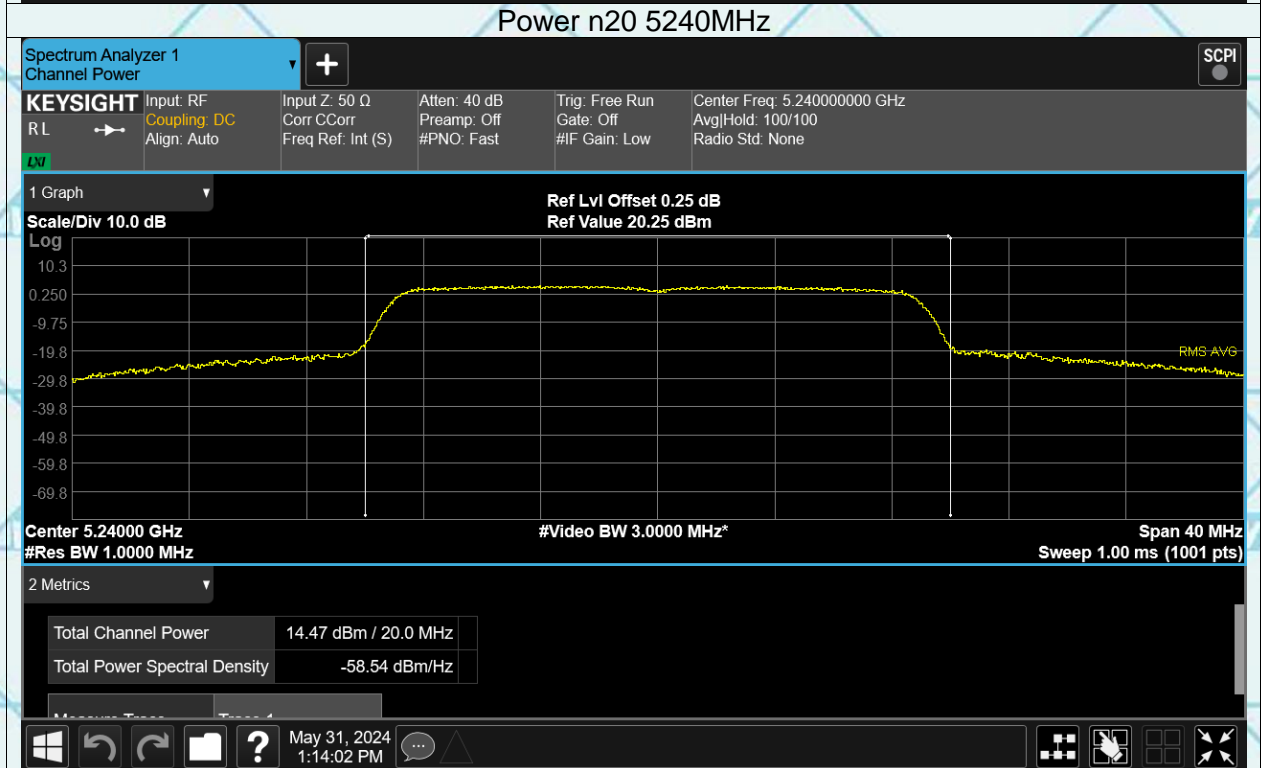 Power n20 5240MHz
Spectrum Analyzer 1
Channel Power
SCPI
KEYSIGHT
RL
LXI
Input: RF
Coupling: DC
Align: Auto
Input Z: 50 Ω
Corr CCorr
Freq Ref: Int (S)
Atten: 40 dB
Preamp: Off
#PNO: Fast
Trig: Free Run
Gate: Off
#IF Gain: Low
Center Freq: 5.240000000 GHz
Avg|Hold: 100/100
Radio Std: None
1 Graph
Scale/Div 10.0 dB
Ref Lvl Offset 0.25 dB
Ref Value 20.25 dBm
Log
10.3
0.250
-9.75
-19.8
-29.8
-39.8
-49.8
-59.8
-69.8
RMS AVG
Center 5.24000 GHz
#Video BW 3.0000 MHz*
Span 40 MHz
#Res BW 1.0000 MHz
Sweep 1.00 ms (1001 pts)
2 Metrics
Total Channel Power 14.47 dBm / 20.0 MHz
Total Power Spectral Density -58.54 dBm/Hz
Measure Trace Trace 1
?
May 31, 2024
1:14:02 PM